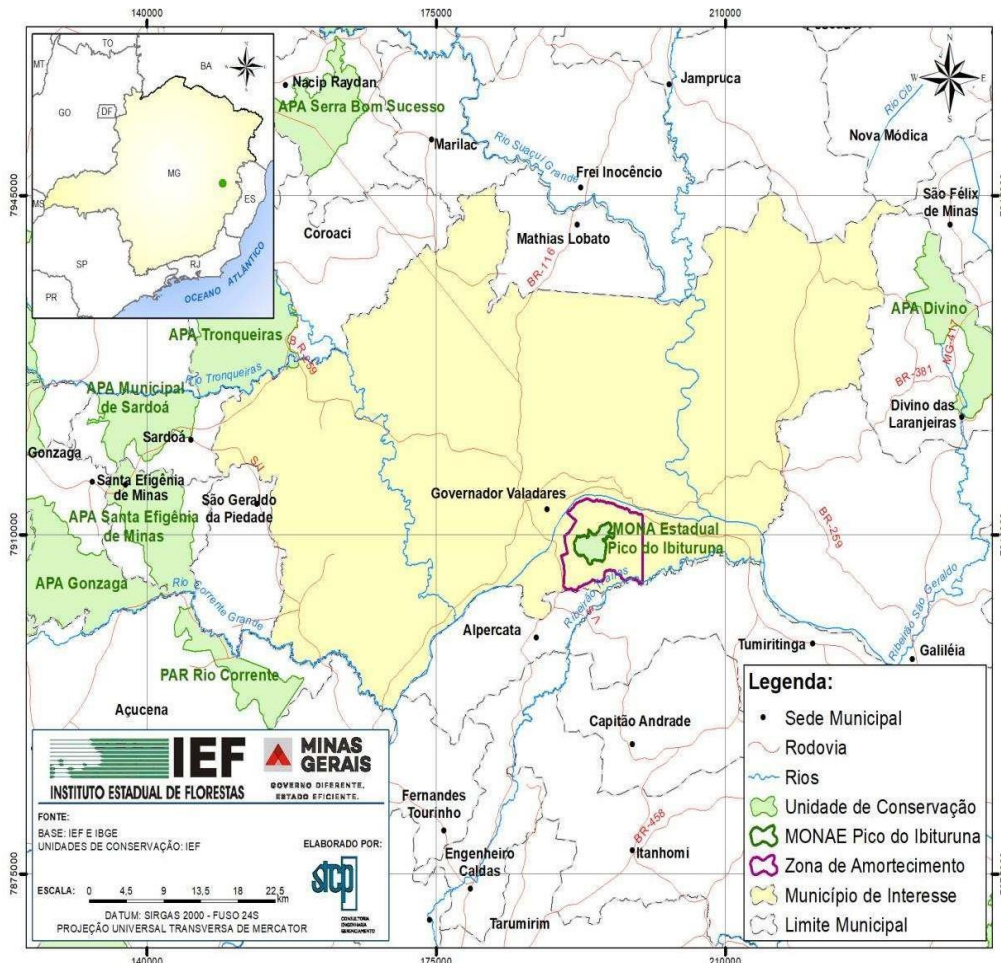 140000
175000
210000
TO
BA
MT
GO
DF
MG
MS
ES
SP
RJ
PR
OCEANO ATLÂNTICO
N
W
E
S
Nacip Raydan
APA Serra Bom Sucesso
Marilac
Jampruca
Rio Suaçuí Grande
Frei Inocêncio
Nova Módica
São Félix
de Minas
7945000
Coroaci
Mathias Lobato
BR-116
APA Tronqueiras
APA Divino
MG-417
BR-381
Divino das
Laranjeiras
APA Municipal
de Sardoá
Sardoá
Gonzaga
Santa Efigênia
de Minas
APA Santa Efigênia
de Minas
São Geraldo
da Piedade
Governador Valadares
MONA Estadual
Pico do Ibituruna
BR-259
7910000
APA Gonzaga
Rio Corrente Grande
Alpercata
Tumiritinga
Ribeirão São Geraldo
Galiléia
PAR Rio Corrente
Açucena
Capitão Andrade
Fernandes
Tourinho
Engenheiro
Caldas
BR-458
Itanhomi
Tarumirim
7875000
IEF
INSTITUTO ESTADUAL DE FLORESTAS
MINAS
GERAIS
GOVERNO DIFERENTE.
ESTADO EFICIENTE.
FONTE:
BASE: IEF E IBGE
UNIDADES DE CONSERVAÇÃO: IEF
ELABORADO POR:
stcp
CONSULTORIA
ENGENHARIA
GERENCIAMENTO
ESCALA: 0 4,5 9 13,5 18 22,5
km
DATUM: SIRGAS 2000 - FUSO 24S
PROJEÇÃO UNIVERSAL TRANSVERSA DE MERCATOR
Legenda:
Sede Municipal
Rodovia
Rios
Unidade de Conservação
MONAE Pico do Ibituruna
Zona de Amortecimento
Município de Interesse
Limite Municipal
140000
175000
210000